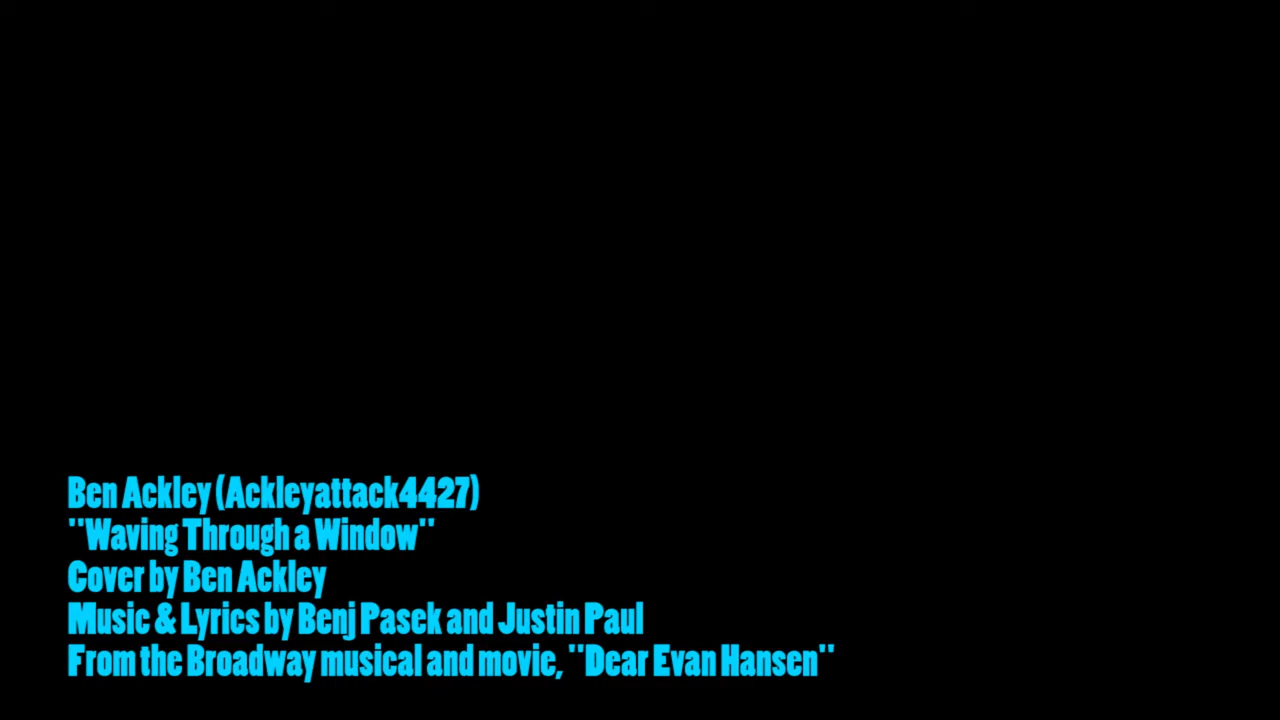 Ben Ackley (Ackleyattack4427)
"Waving Through a Window"
Cover by Ben Ackley
Music & Lyrics by Benj Pasek and Justin Paul
From the Broadway musical and movie, "Dear Evan Hansen"